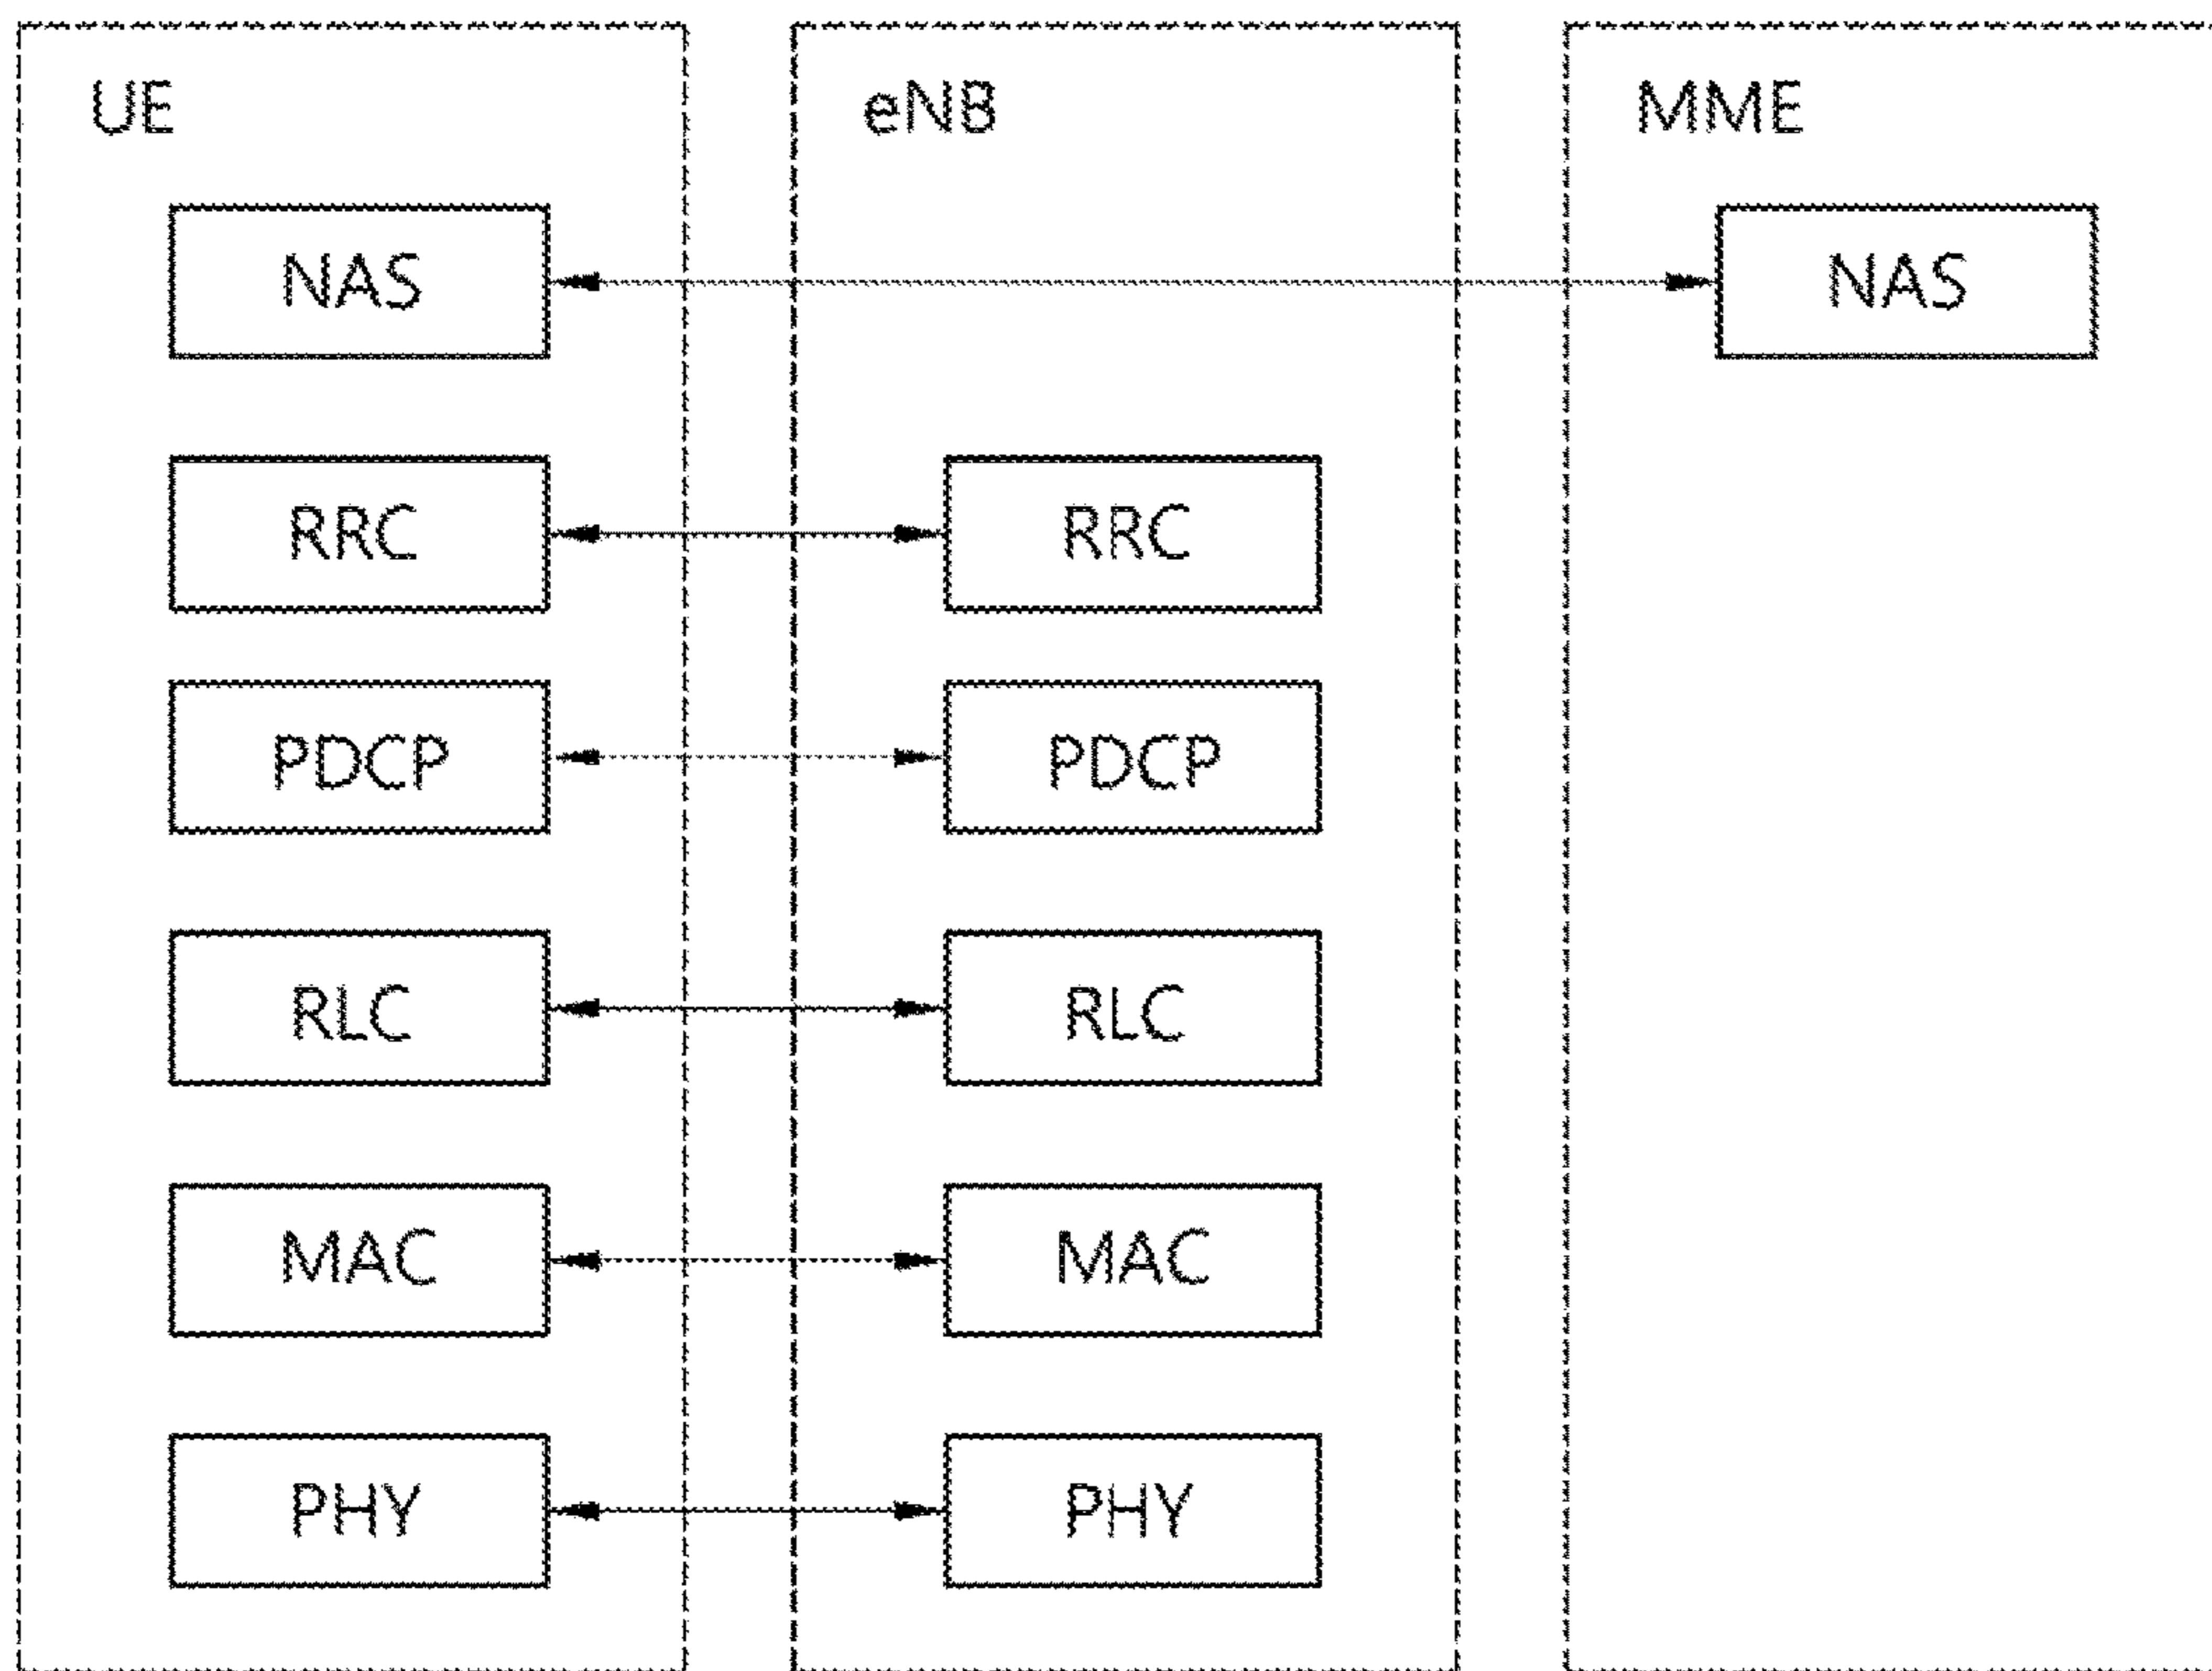 UE eNB MME
NAS NAS
RRC RRC
PDCP PDCP
RLC RLC
MAC MAC
PHY PHY